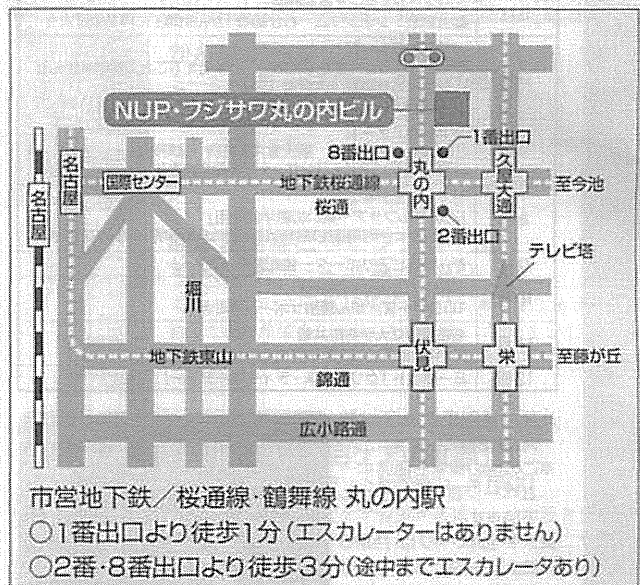 NUP・フジサワ丸の内ビル
1番出口
8番出口
名古屋
名古屋
国際センター
地下鉄桜通線
丸の内
久屋大通
至今池
桜通
2番出口
テレビ塔
堀川
地下鉄東山
伏見
栄
至藤が丘
錦通
広小路通
市営地下鉄／桜通線・鶴舞線 丸の内駅
○1番出口より徒歩1分（エスカレーターはありません）
○2番・8番出口より徒歩3分（途中までエスカレータあり）